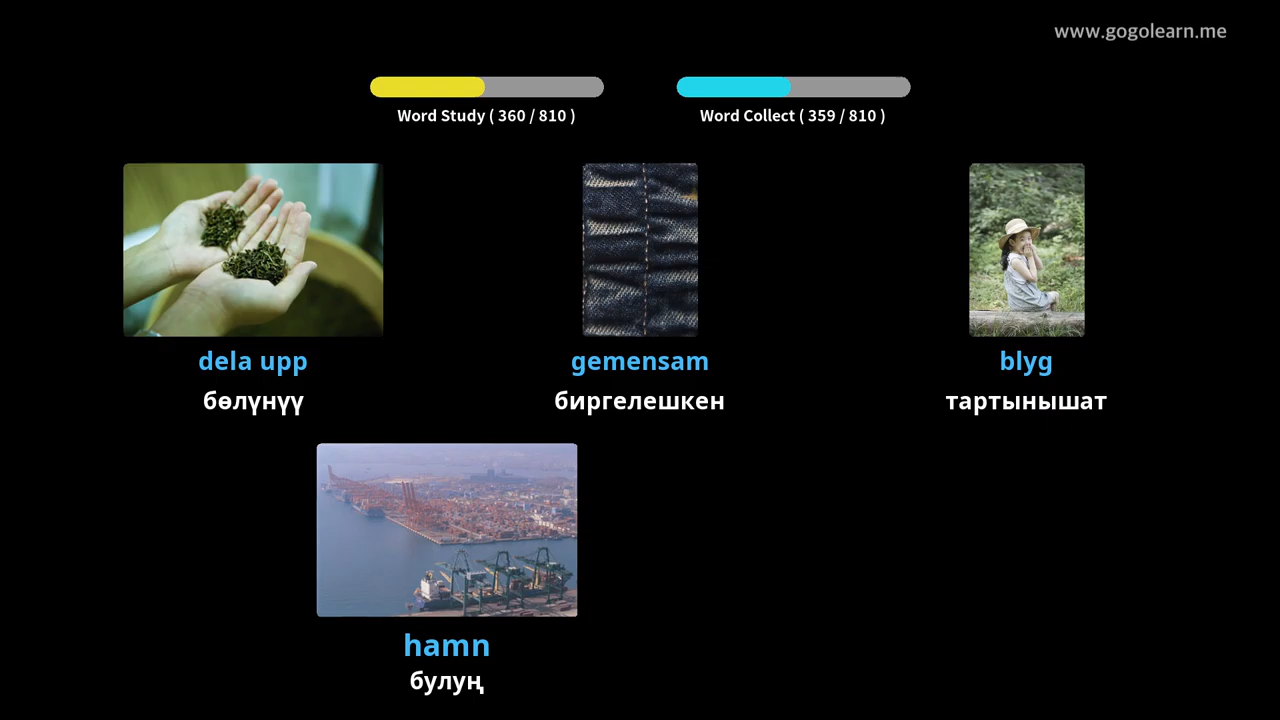 www.gogolearn.me
Word Study ( 360 / 810 )
Word Collect ( 359 / 810 )
dela upp
gemensam
blyg
бөлүнүү
биргелешкен
тартынышат
hamn
булуң